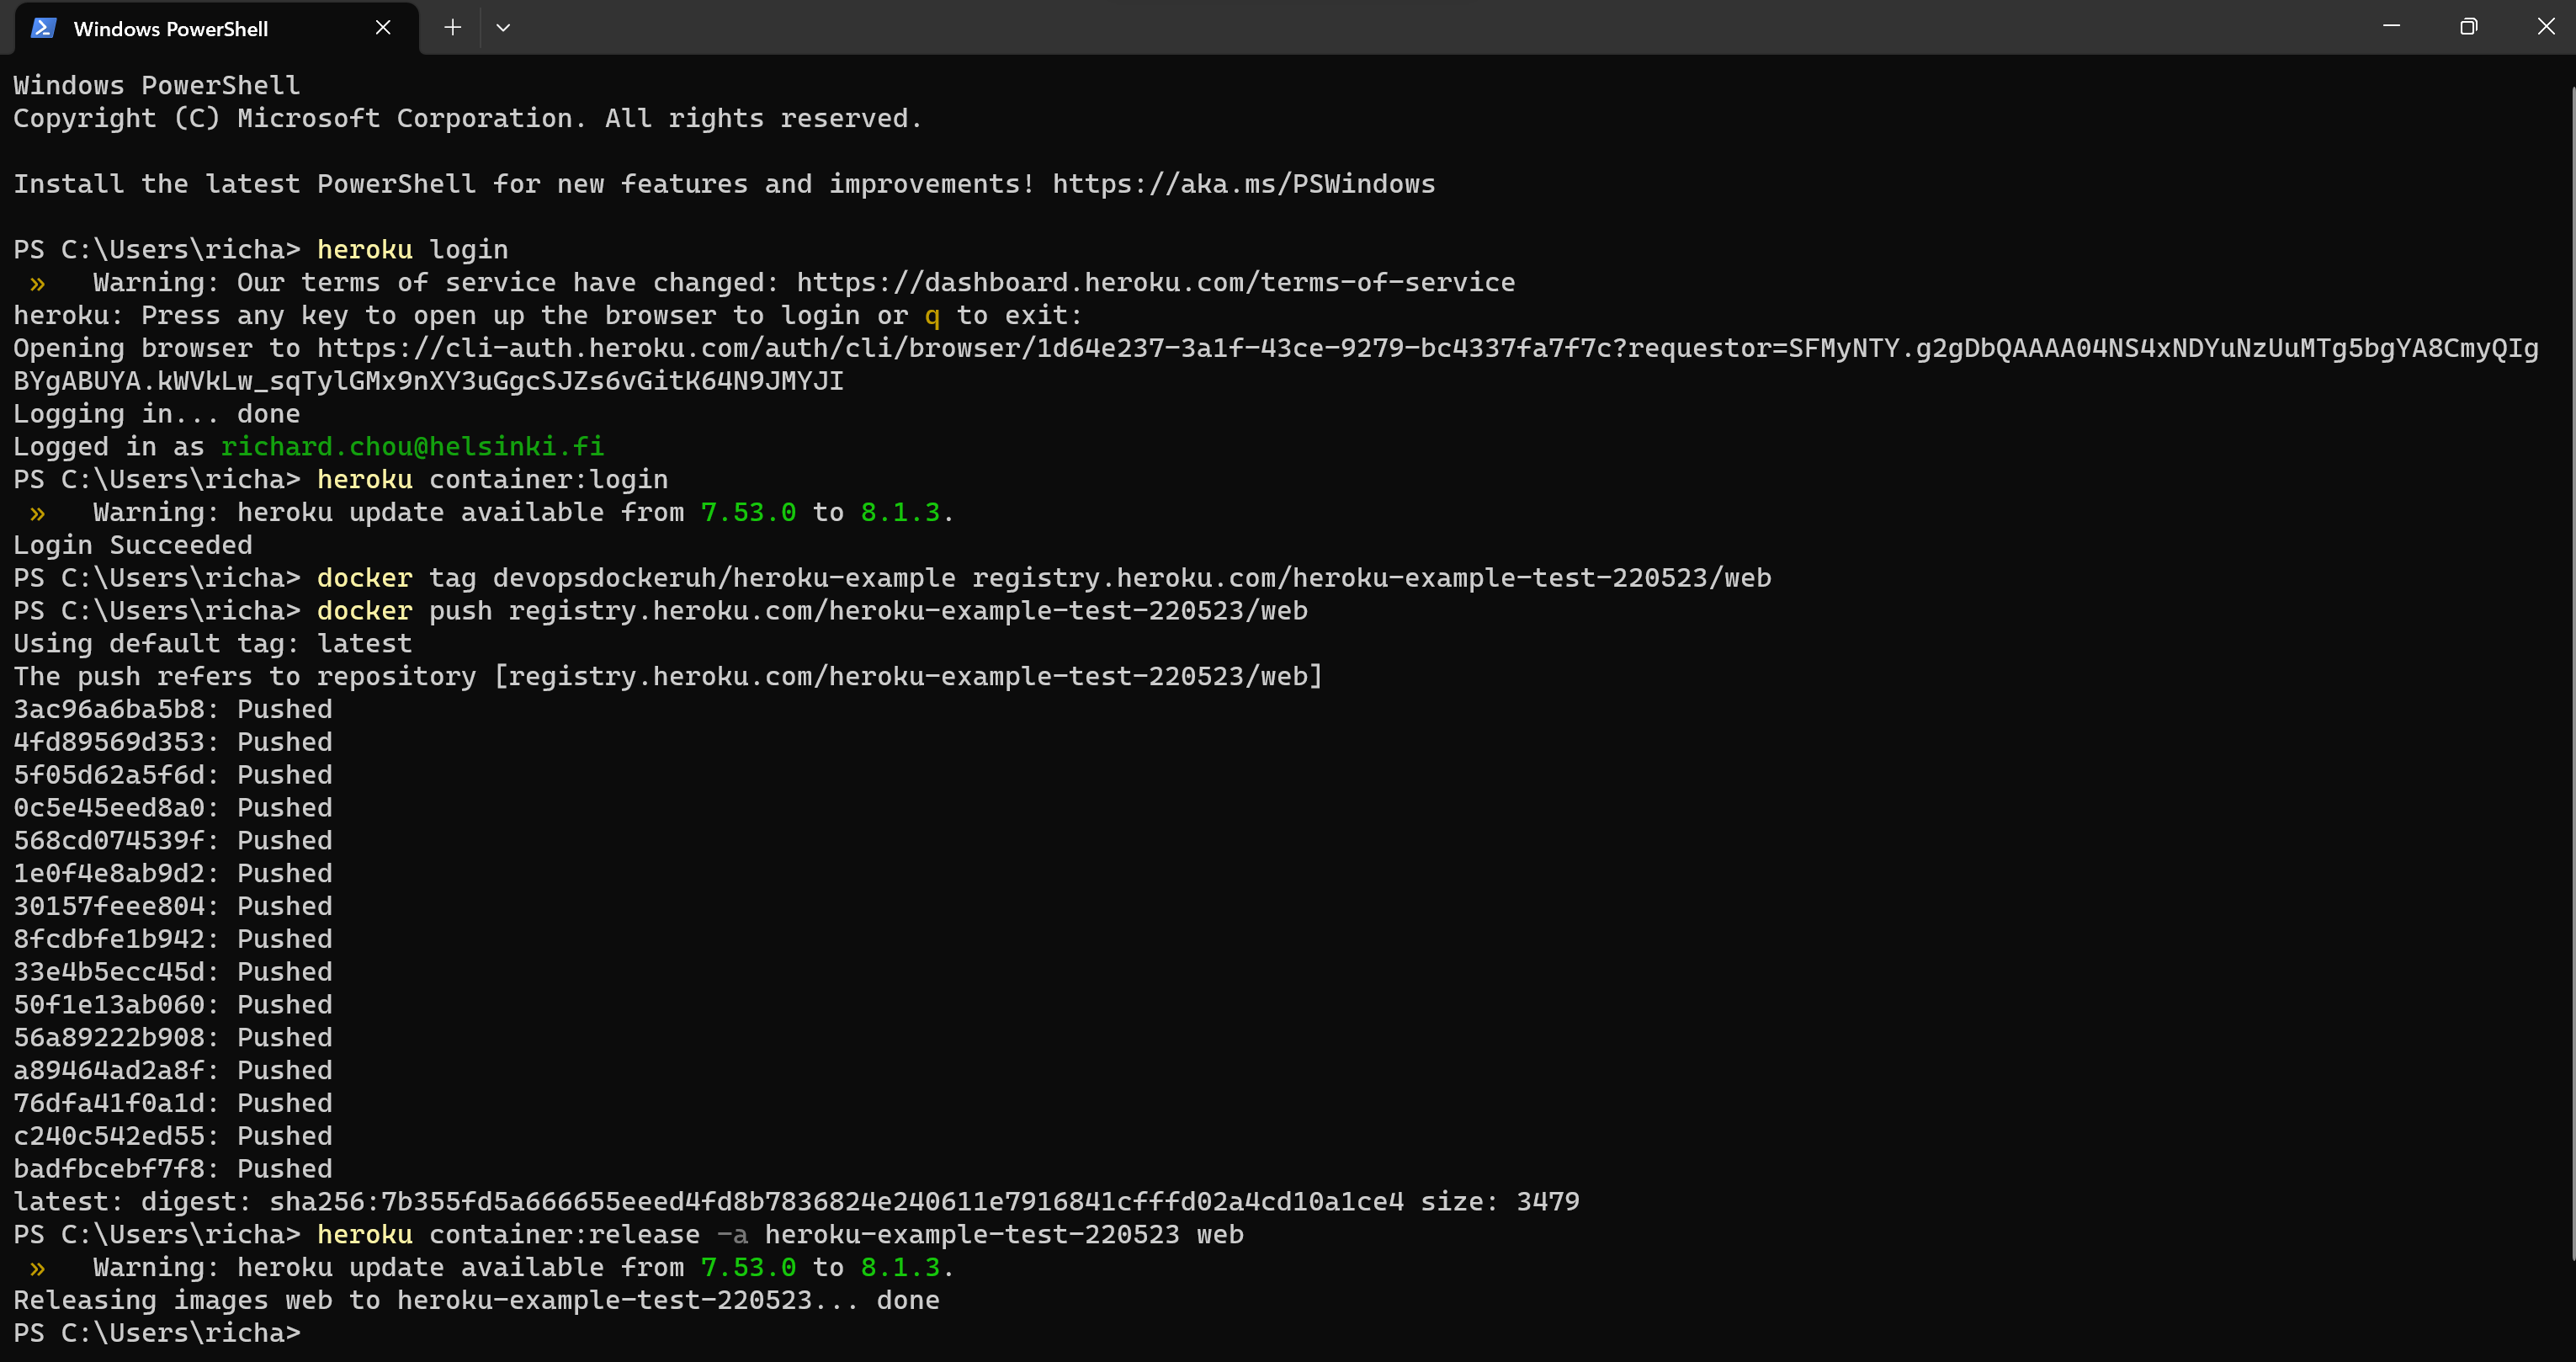 Windows PowerShell
Windows PowerShell
Copyright (C) Microsoft Corporation. All rights reserved.
Install the latest PowerShell for new features and improvements! https://aka.ms/PSWindows
PS C:\Users\richa> heroku login
»   Warning: Our terms of service have changed: https://dashboard.heroku.com/terms-of-service
heroku: Press any key to open up the browser to login or q to exit:
Opening browser to https://cli-auth.heroku.com/auth/cli/browser/1d64e237-3a1f-43ce-9279-bc4337fa7f7c?requestor=SFMyNTY.g2gDbQAAAA04NS4xNDYuNzUuMTg5bgYA8CmyQIg
BYgABUYA.kWVkLw_sqTylGMx9nXY3uGgcSJZs6vGitK64N9JMYJI
Logging in... done
Logged in as richard.chou@helsinki.fi
PS C:\Users\richa> heroku container:login
»   Warning: heroku update available from 7.53.0 to 8.1.3.
Login Succeeded
PS C:\Users\richa> docker tag devopsdockeruh/heroku-example registry.heroku.com/heroku-example-test-220523/web
PS C:\Users\richa> docker push registry.heroku.com/heroku-example-test-220523/web
Using default tag: latest
The push refers to repository [registry.heroku.com/heroku-example-test-220523/web]
3ac96a6ba5b8: Pushed
4fd89569d353: Pushed
5f05d62a5f6d: Pushed
0c5e45eed8a0: Pushed
568cd074539f: Pushed
1e0f4e8ab9d2: Pushed
30157feee804: Pushed
8fcdbfe1b942: Pushed
33e4b5ecc45d: Pushed
50f1e13ab060: Pushed
56a89222b908: Pushed
a89464ad2a8f: Pushed
76dfa41f0a1d: Pushed
c240c542ed55: Pushed
badfbcebf7f8: Pushed
latest: digest: sha256:7b355fd5a666655eeed4fd8b7836824e240611e7916841cfffd02a4cd10a1ce4 size: 3479
PS C:\Users\richa> heroku container:release -a heroku-example-test-220523 web
»   Warning: heroku update available from 7.53.0 to 8.1.3.
Releasing images web to heroku-example-test-220523... done
PS C:\Users\richa>